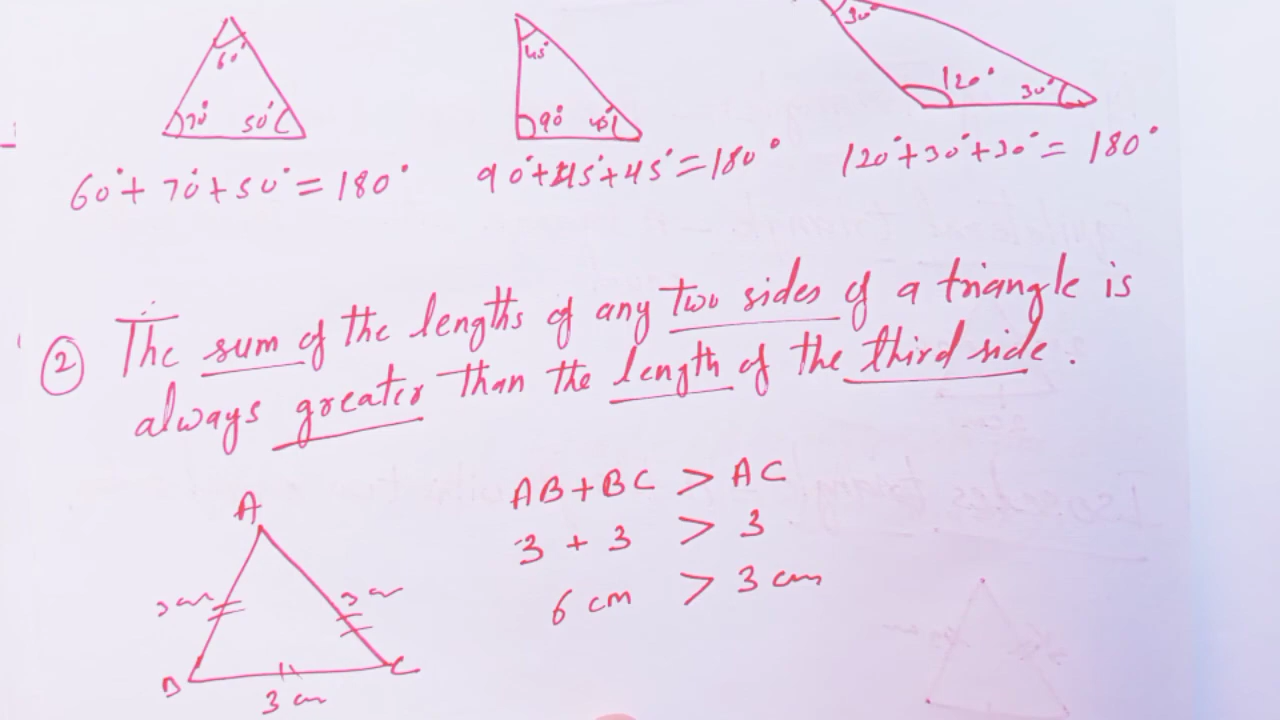 60° 45° 30°
70° 50° 90° 45° 120° 30°
60°+70°+50°=180° 90°+45°+45°=180° 120°+30°+30°=180°
② The sum of the lengths of any two sides of a triangle is
always greater than the length of the third side.
A
AB+BC > AC
3 + 3 > 3
3 cm 3 cm
6 cm > 3 cm
B C
3 cm